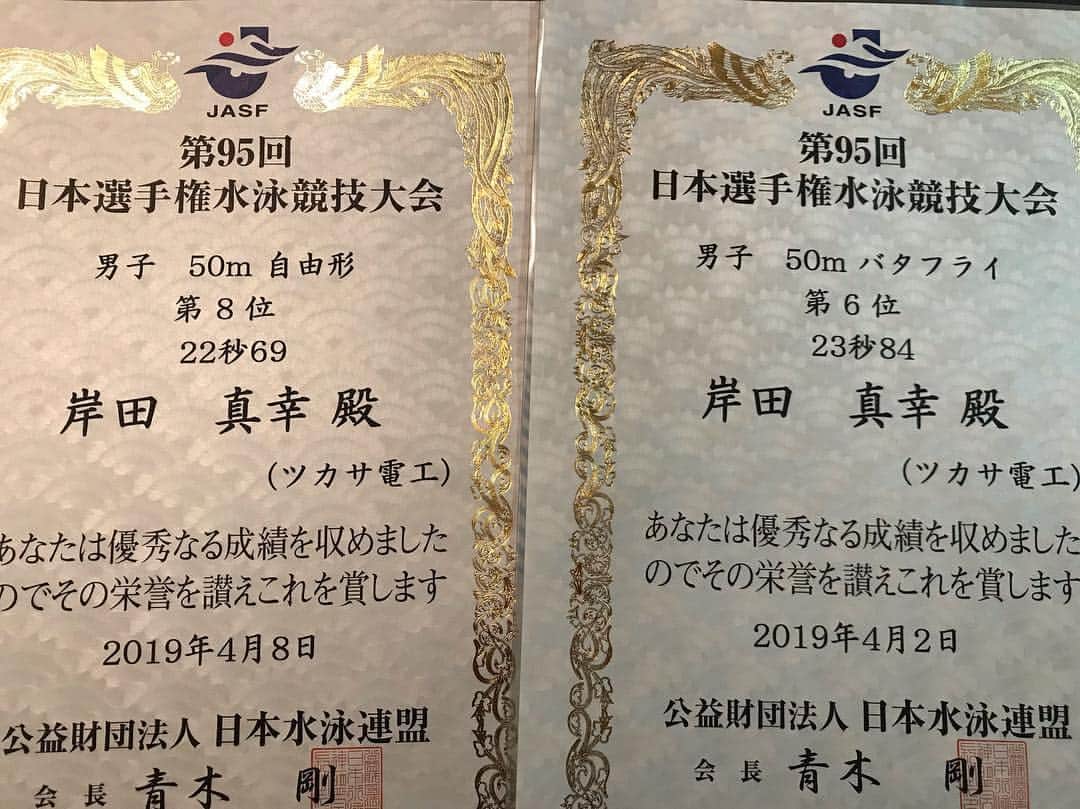 JASF
第95回
日本選手権水泳競技大会
男子 50m 自由形
第 8 位
22秒69
岸田 真幸 殿
(ツカサ電工)
あなたは優秀なる成績を収めました
のでその栄誉を讃えこれを賞します
2019年4月8日
公益財団法人 日本水泳連盟
会長 青木 剛
JASF
第95回
日本選手権水泳競技大会
男子 50m バタフライ
第 6 位
23秒84
岸田 真幸 殿
(ツカサ電工)
あなたは優秀なる成績を収めました
のでその栄誉を讃えこれを賞します
2019年4月2日
公益財団法人 日本水泳連盟
会長 青木 剛